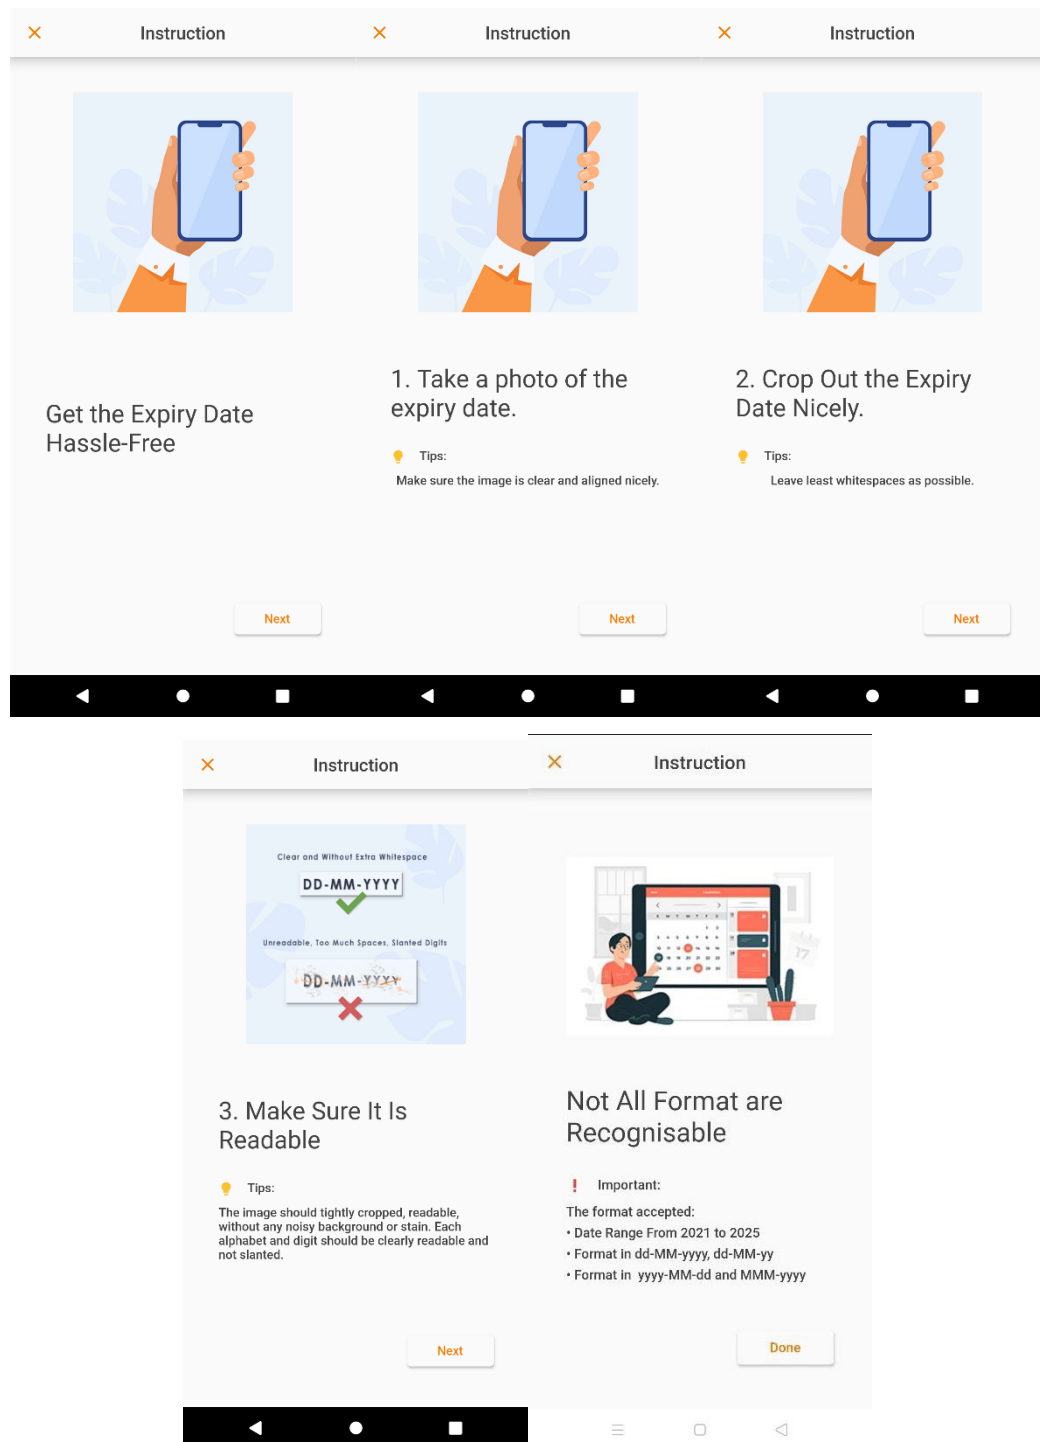 Instruction
Get the Expiry Date
Hassle-Free
Next
Instruction
1. Take a photo of the
expiry date.
Tips:
Make sure the image is clear and aligned nicely.
Next
Instruction
2. Crop Out the Expiry
Date Nicely.
Tips:
Leave least whitespaces as possible.
Next
Instruction
Clear and Without Extra Whitespace
DD-MM-YYYY
Unreadable, Too Much Spaces, Slanted Digits
DD-MM-YYYY
3. Make Sure It Is
Readable
Tips:
The image should tightly cropped, readable,
without any noisy background or stain. Each
alphabet and digit should be clearly readable and
not slanted.
Next
Instruction
17
Not All Format are
Recognisable
Important:
The format accepted:
• Date Range From 2021 to 2025
• Format in dd-MM-yyyy, dd-MM-yy
• Format in  yyyy-MM-dd and MMM-yyyy
Done